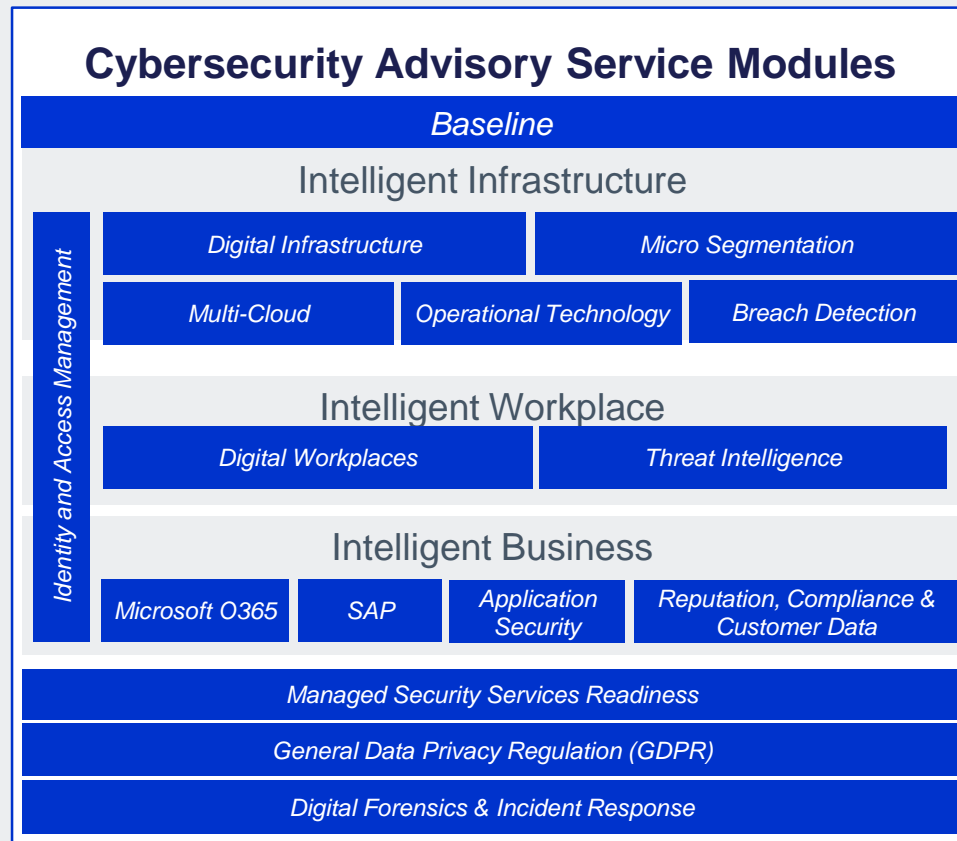 Cybersecurity Advisory Service Modules
Baseline
Intelligent Infrastructure
Identity and Access Management
Digital Infrastructure
Micro Segmentation
Multi-Cloud
Operational Technology
Breach Detection
Intelligent Workplace
Digital Workplaces
Threat Intelligence
Intelligent Business
Microsoft O365
SAP
Application
Security
Reputation, Compliance &
Customer Data
Managed Security Services Readiness
General Data Privacy Regulation (GDPR)
Digital Forensics & Incident Response